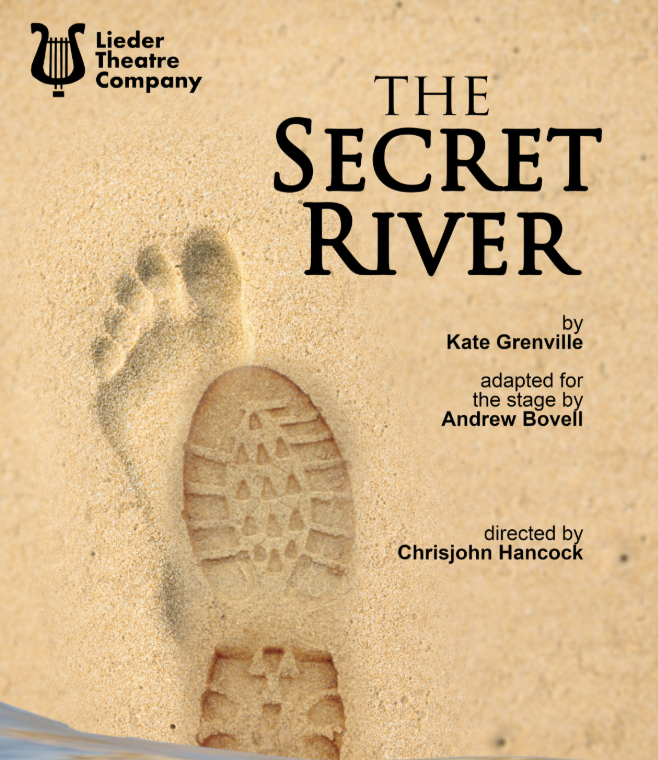 Lieder
Theatre
Company
THE
SECRET
RIVER
by
Kate Grenville
adapted for
the stage by
Andrew Bovell
directed by
Chrisjohn Hancock